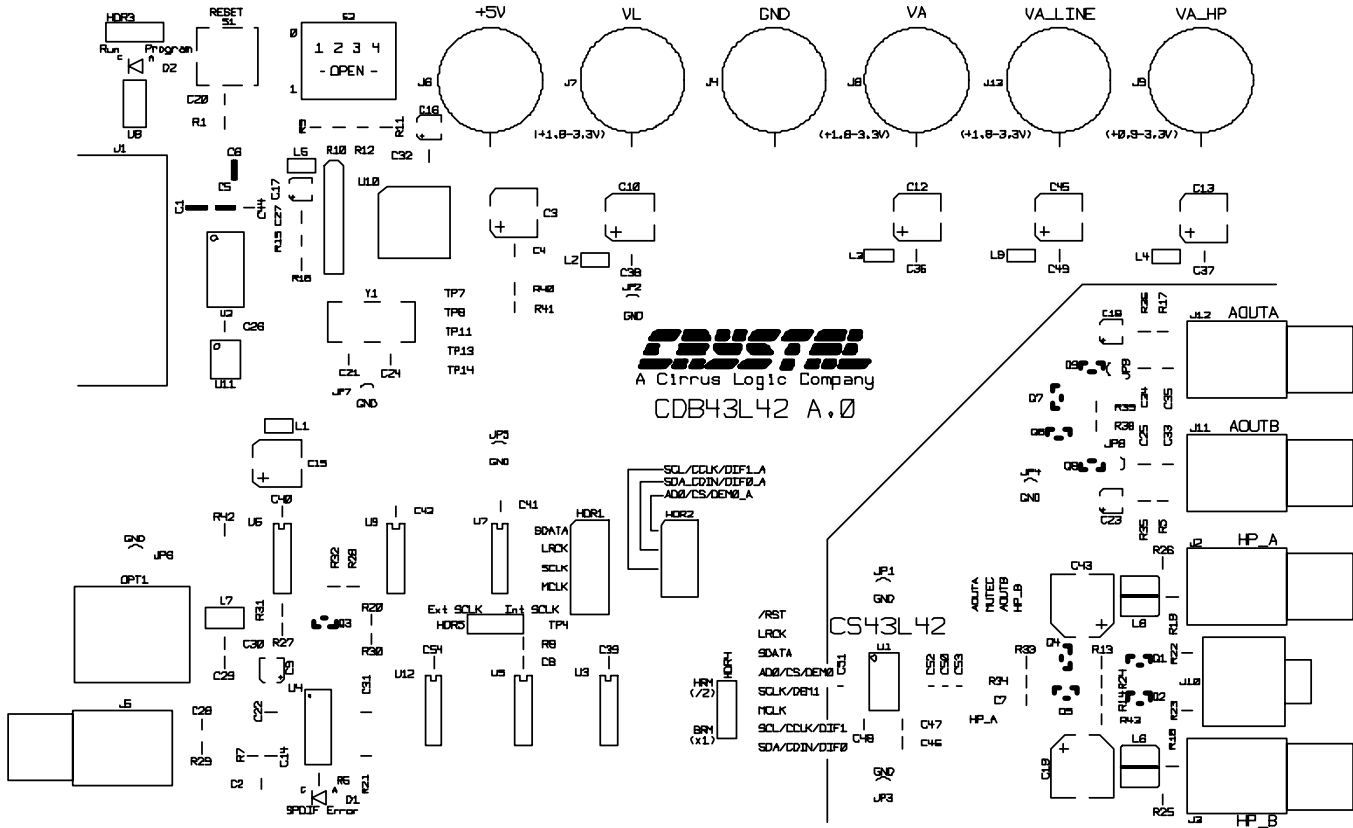 HDR3
RESET
S1
+5V
VL
GND
VA
VA_LINE
VA_HP
Run
Program
C
A
D2
0
1 2 3 4
- OPEN -
1
J6
J7
J4
J8
J13
J9
C20
U8
R1
R9
R11
C16
(+1.8-3.3V)
(+1.8-3.3V)
(+1.8-3.3V)
(+0.9-3.3V)
J1
C6
L5
R10
R12
C32
C5
C17
U10
C1
C44
C27
C3
C10
C12
C45
C13
R15
C4
R16
L2
C38
L3
C36
L9
C49
L4
C37
Y1
TP7
R40
JP2
U2
TP8
R41
GND
C26
TP11
TP13
TP14
U11
C21
C24
JP7
GND
CRYSTAL
A Cirrus Logic Company
CDB43L42 A.0
R36
R17
C18
J12
AOUTA
Q9
JP9
Q7
C34
C35
R39
R38
L1
C15
Q8
C25
C33
J11
AOUTB
JP8
GND
C23
R35
R5
GND
SCL/CCLK/DIF1_A
SDA_CDIN/DIF0_A
AD0/CS/DEM0_A
C40
R42
U6
U9
C42
U7
C41
HDR1
HDR2
SDATA
LRCK
SCLK
MCLK
GND
JP6
R32
R28
OPT1
R26
J2
HP_A
JP1
GND
C43
AOUTA
MUTEC
AOUTB
HP_B
L7
R31
R20
Ext SCLK
Int SCLK
HDR5
TP4
Q3
R27
R30
C30
C29
C9
R8
C8
C54
U12
U5
U3
C39
/RST
LRCK
SDATA
AD0/CS/DEM0
SCLK/DEM1
MCLK
SCL/CCLK/DIF1
SDA/CDIN/DIF0
HDR4
HRM
(/2)
BRM
(x1)
CS43L42
U1
C51
C52
C50
C53
C48
C47
C46
GND
JP3
R33
R34
C7
HP_A
Q4
R13
R24
R14
R43
Q1
Q2
R22
R23
J10
L8
L6
C19
R25
HP_B
U4
C31
C22
J5
C28
R29
R7
C14
C2
R6
R21
C
A
D1
SPDIF Error